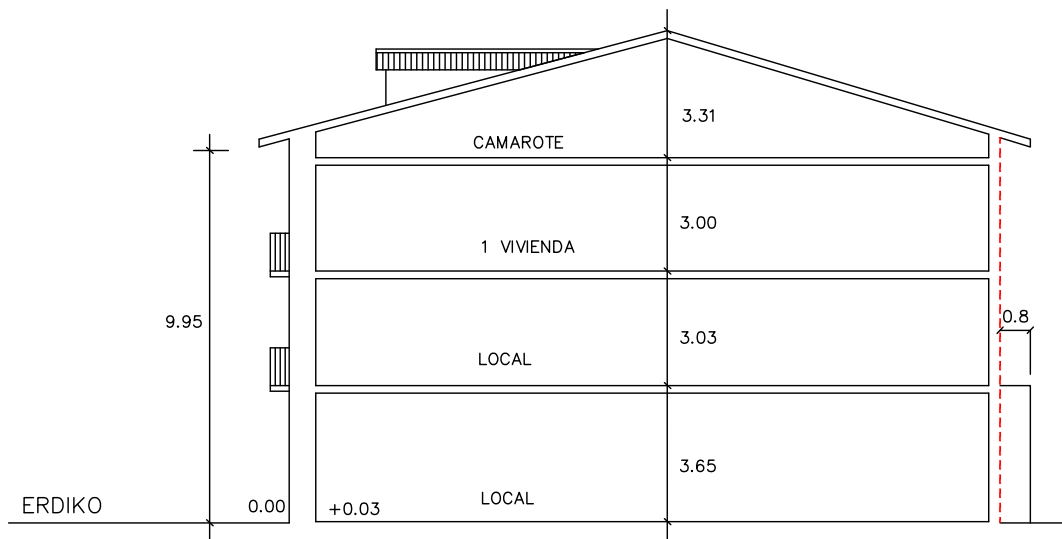 3.31
CAMAROTE
3.00
1 VIVIENDA
9.95
0.8
3.03
LOCAL
3.65
ERDIKO
0.00
+0.03
LOCAL